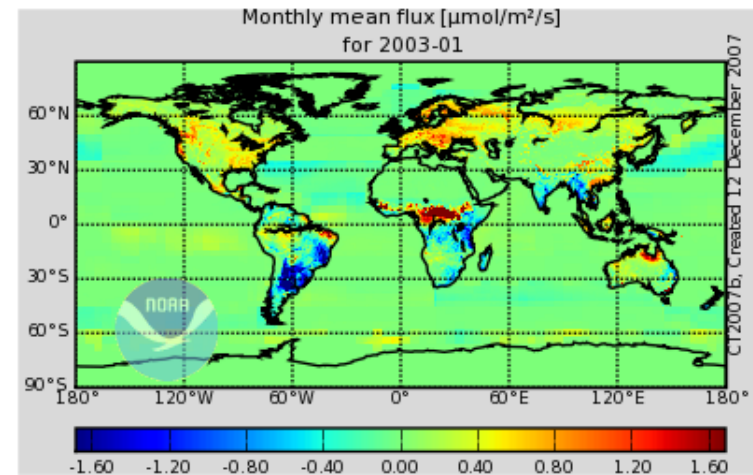 Monthly mean flux [µmol/m²/s]
for 2003-01
60°N
30°N
0°
30°S
60°S
90°S
180°
120°W
60°W
0°
60°E
120°E
180°
NOAA
CT2007b, Created 12 December 2007
-1.60
-1.20
-0.80
-0.40
0.00
0.40
0.80
1.20
1.60